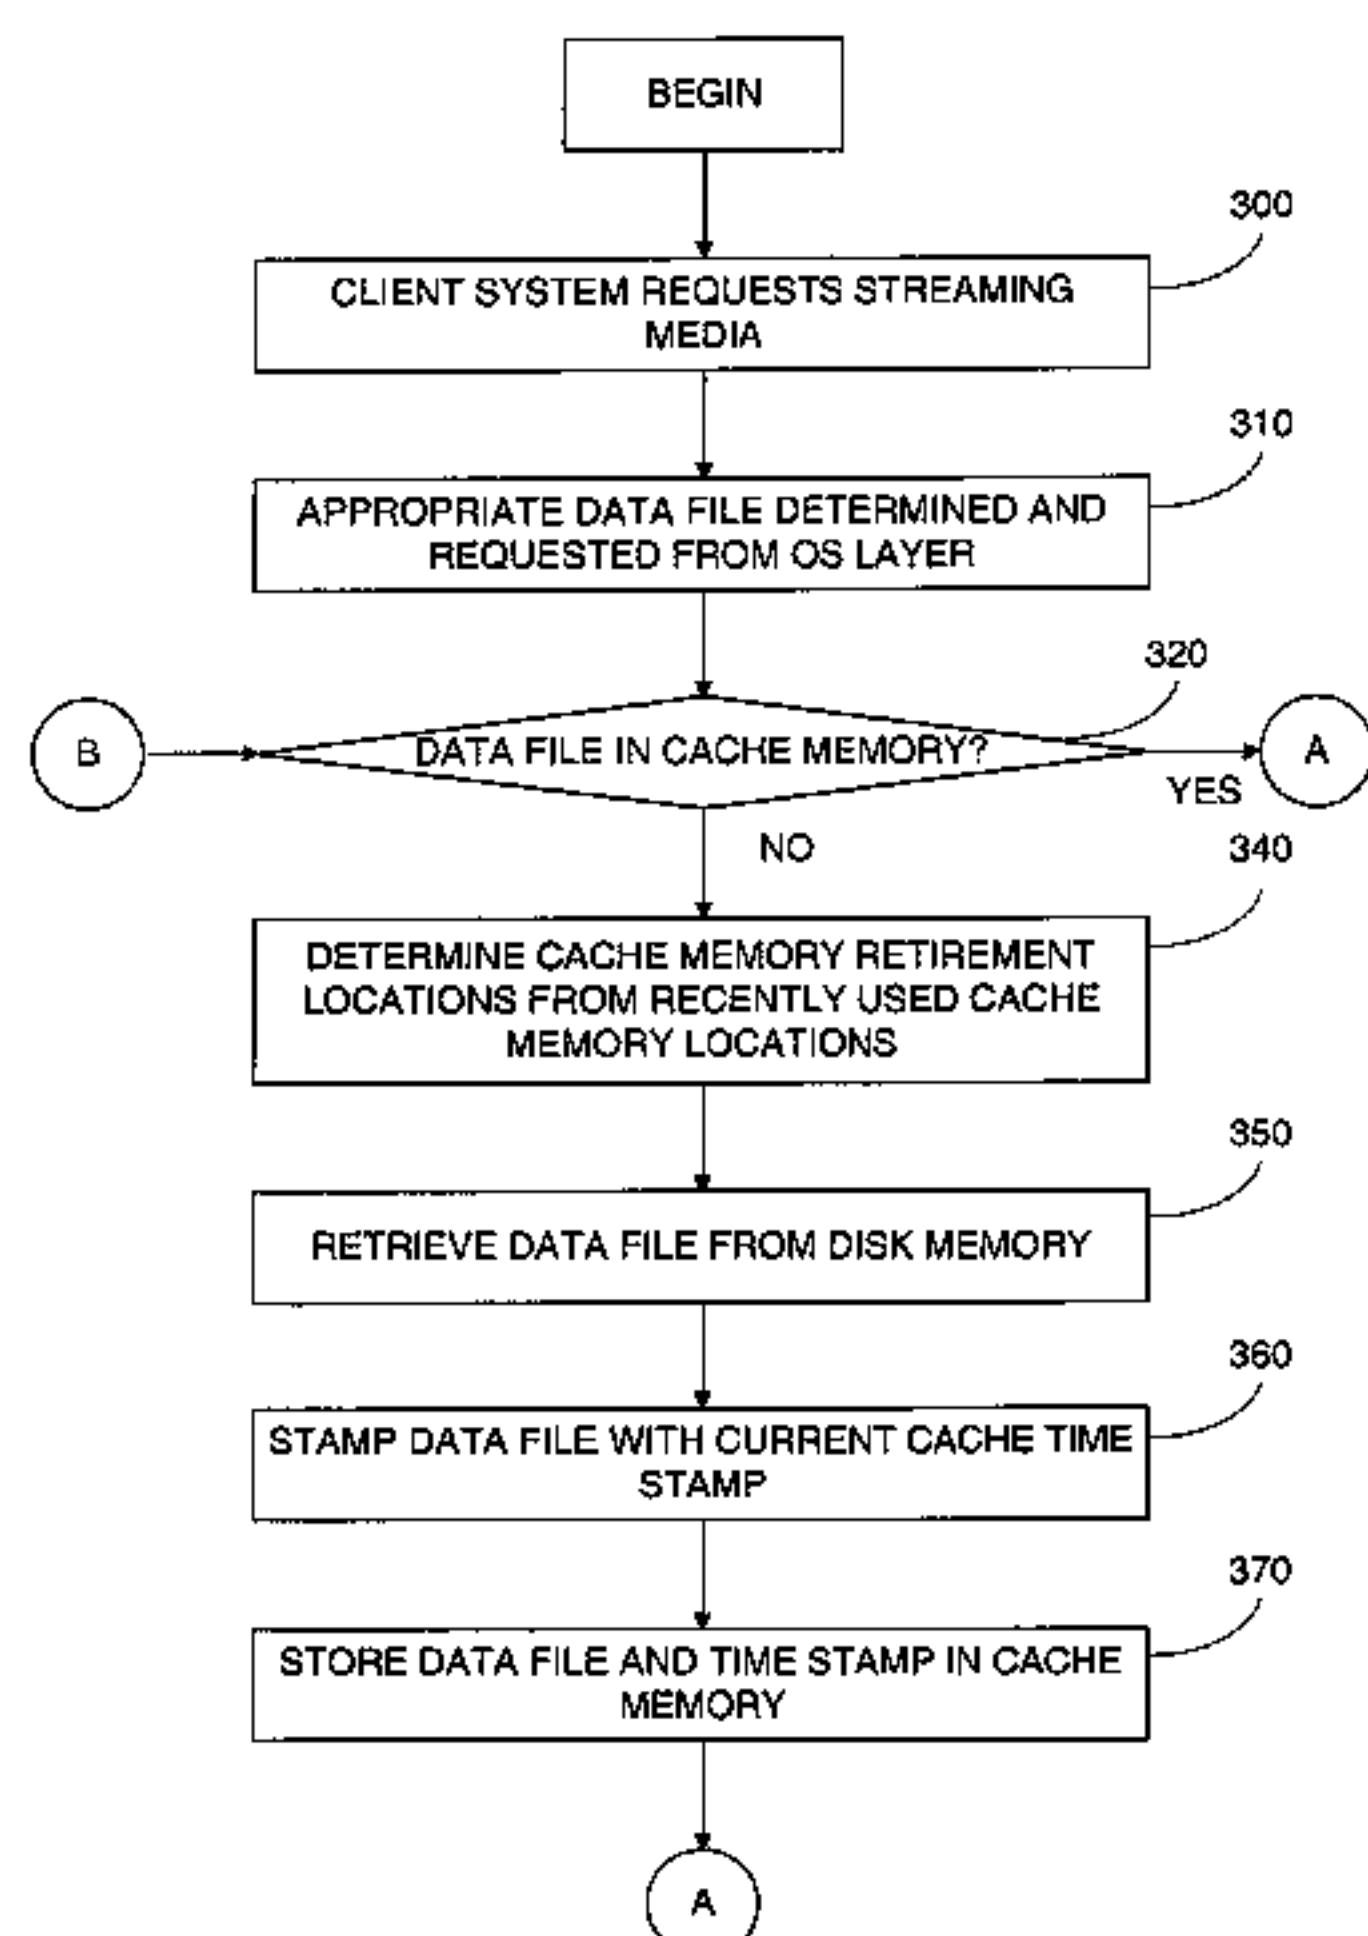 BEGIN
300
CLIENT SYSTEM REQUESTS STREAMING
MEDIA
310
APPROPRIATE DATA FILE DETERMINED AND
REQUESTED FROM OS LAYER
320
B
DATA FILE IN CACHE MEMORY?
A
YES
NO
340
DETERMINE CACHE MEMORY RETIREMENT
LOCATIONS FROM RECENTLY USED CACHE
MEMORY LOCATIONS
350
RETRIEVE DATA FILE FROM DISK MEMORY
360
STAMP DATA FILE WITH CURRENT CACHE TIME
STAMP
370
STORE DATA FILE AND TIME STAMP IN CACHE
MEMORY
A